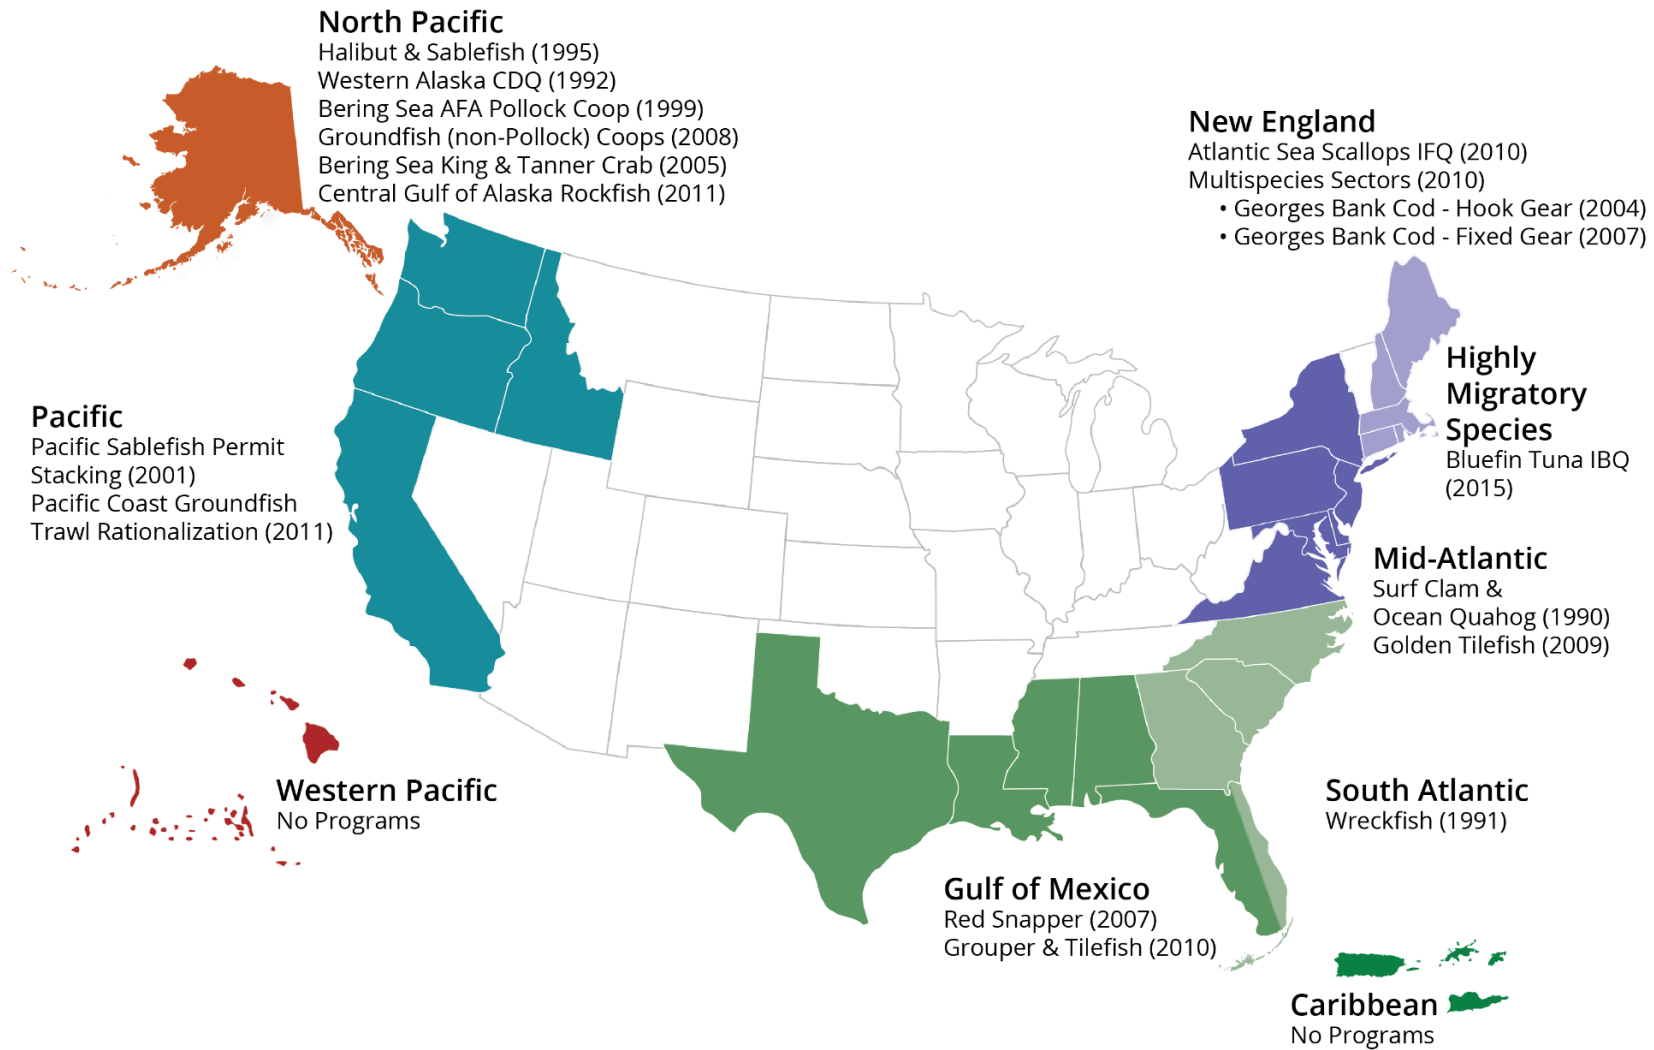 North Pacific
Halibut & Sablefish (1995)
Western Alaska CDQ (1992)
Bering Sea AFA Pollock Coop (1999)
Groundfish (non-Pollock) Coops (2008)
Bering Sea King & Tanner Crab (2005)
Central Gulf of Alaska Rockfish (2011)
New England
Atlantic Sea Scallops IFQ (2010)
Multispecies Sectors (2010)
• Georges Bank Cod - Hook Gear (2004)
• Georges Bank Cod - Fixed Gear (2007)
Highly
Migratory
Species
Bluefin Tuna IBQ
(2015)
Pacific
Pacific Sablefish Permit
Stacking (2001)
Pacific Coast Groundfish
Trawl Rationalization (2011)
Mid-Atlantic
Surf Clam &
Ocean Quahog (1990)
Golden Tilefish (2009)
Western Pacific
No Programs
South Atlantic
Wreckfish (1991)
Gulf of Mexico
Red Snapper (2007)
Grouper & Tilefish (2010)
Caribbean
No Programs